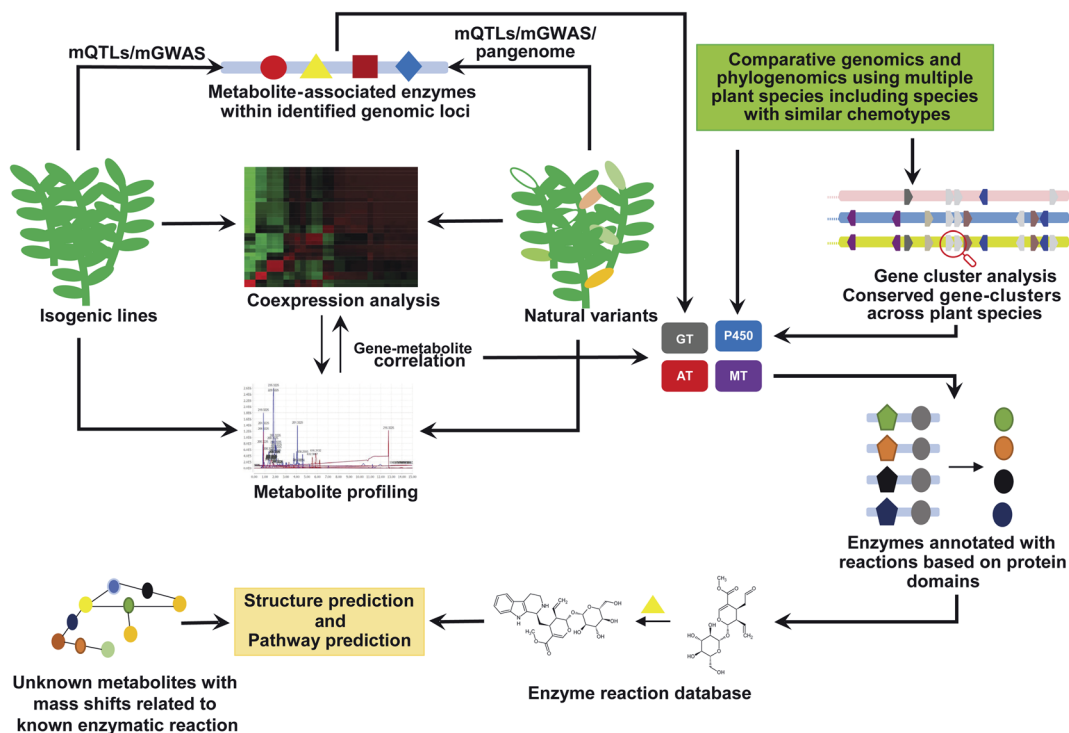 mQTLs/mGWAS
mQTLs/mGWAS/
pangenome
Metabolite-associated enzymes
within identified genomic loci
Comparative genomics and
phylogenomics using multiple
plant species including species
with similar chemotypes
Isogenic lines
Coexpression analysis
Natural variants
Gene cluster analysis
Conserved gene-clusters
across plant species
Gene-metabolite
correlation
GT
P450
AT
MT
Metabolite profiling
Enzymes annotated with
reactions based on protein
domains
Structure prediction
and
Pathway prediction
Unknown metabolites with
mass shifts related to
known enzymatic reaction
Enzyme reaction database